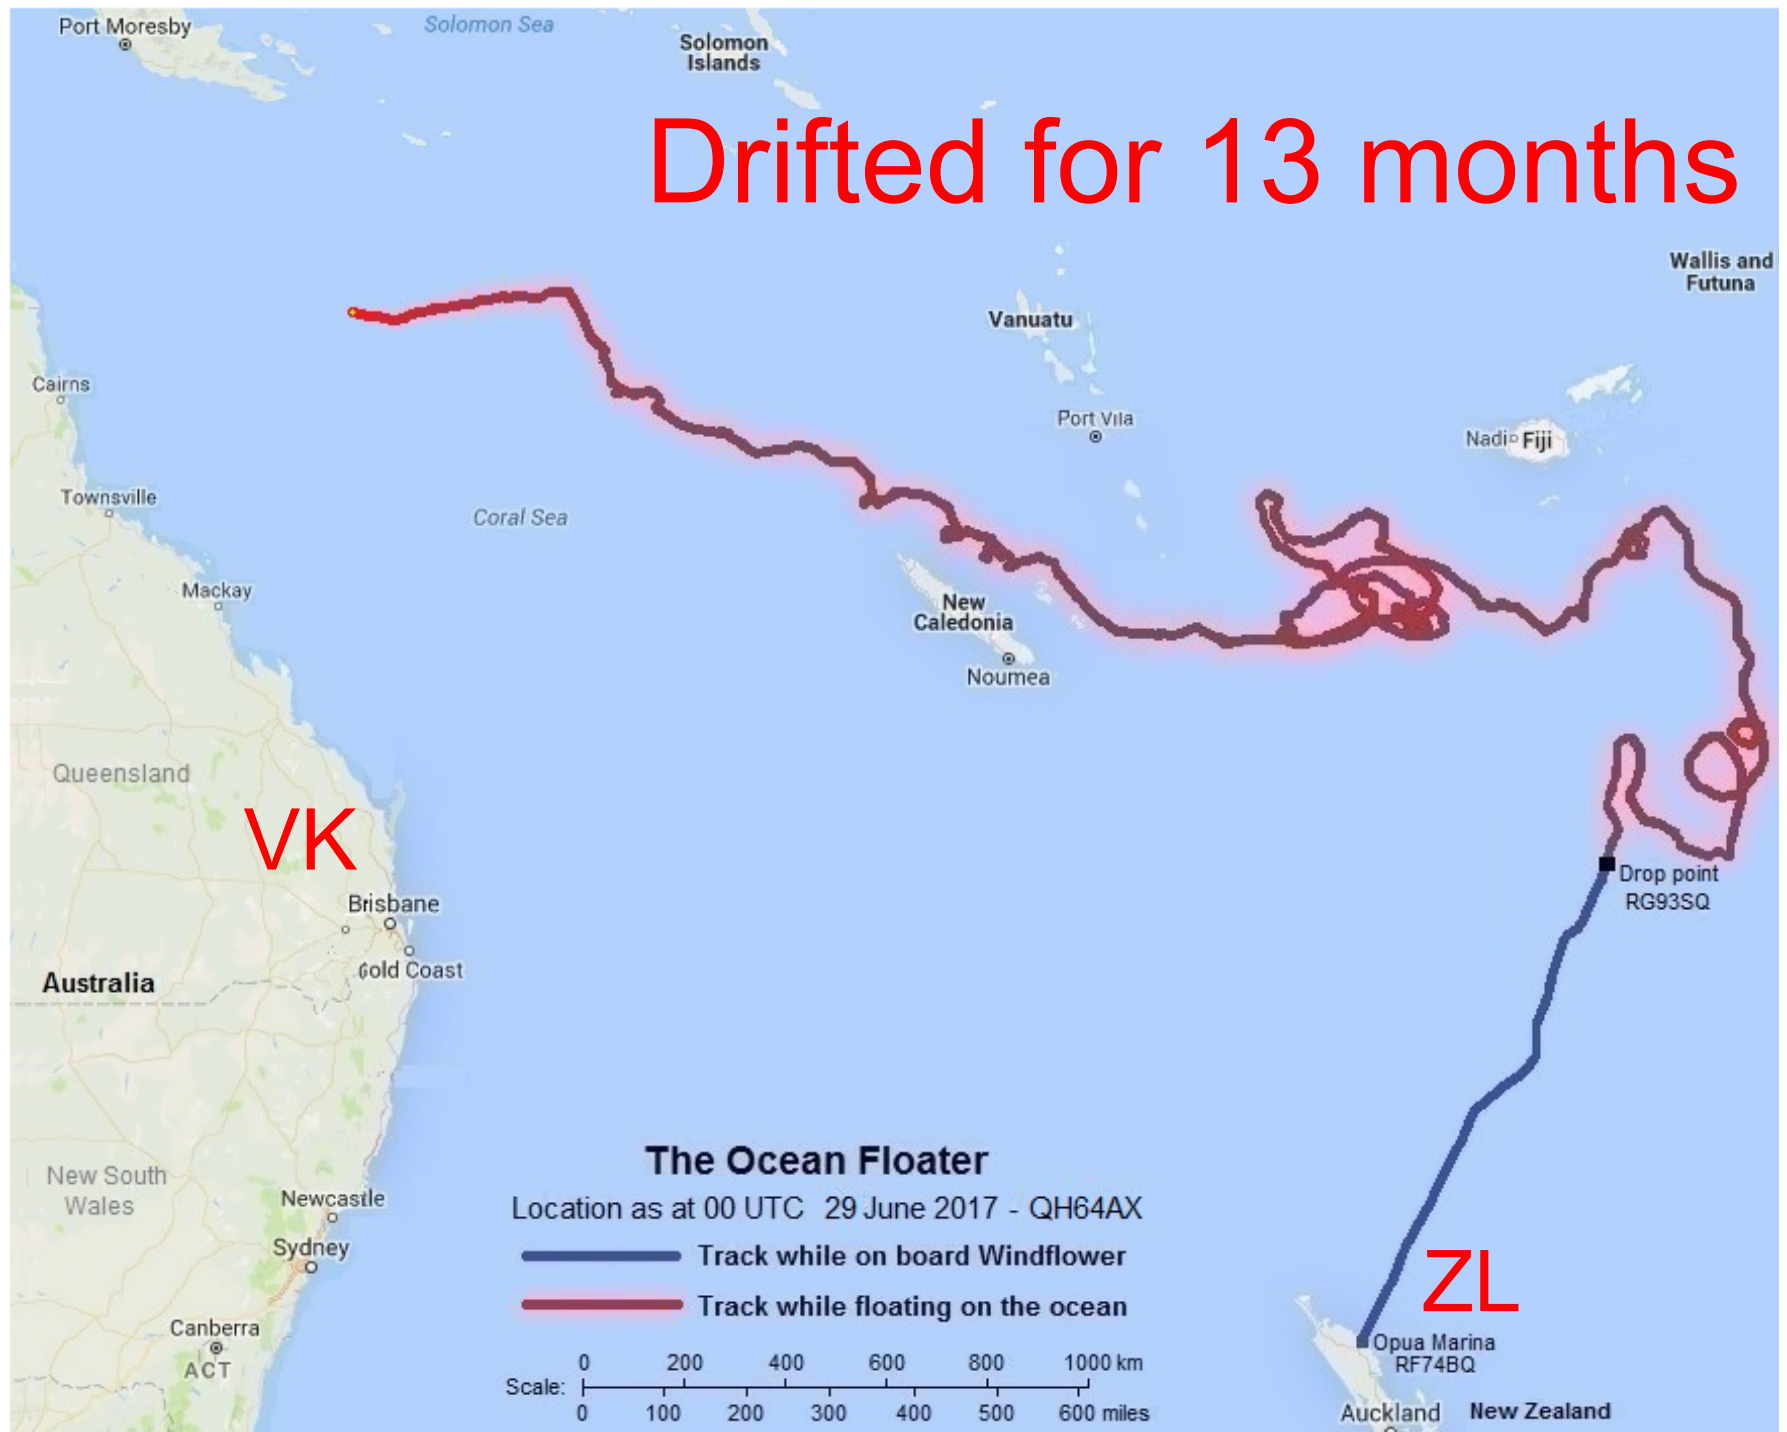 Port Moresby
Solomon Sea
Solomon
Islands
Drifted for 13 months
Wallis and
Futuna
Vanuatu
Cairns
Port Vila
Nadi
Fiji
Townsville
Coral Sea
Mackay
New
Caledonia
Noumea
Queensland
VK
Drop point
RG93SQ
Brisbane
Gold Coast
Australia
The Ocean Floater
Location as at 00 UTC 29 June 2017 - QH64AX
Track while on board Windflower
Track while floating on the ocean
New South
Wales
Newcastle
Sydney
ZL
Canberra
ACT
Opua Marina
RF74BQ
0 200 400 600 800 1000 km
Scale:
0 100 200 300 400 500 600 miles
Auckland
New Zealand